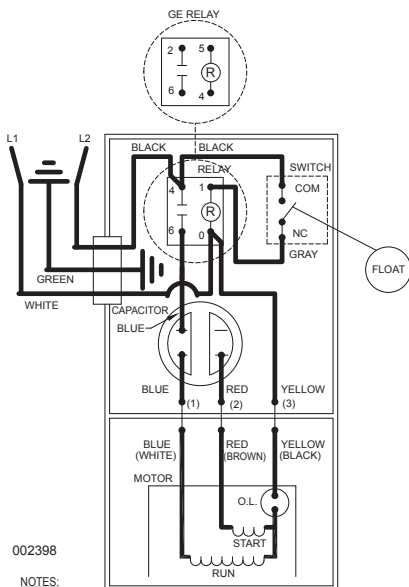 GE RELAY
2 5
R
6 4
L1 L2
BLACK BLACK
RELAY
SWITCH
4 1
COM
R
NC
6 0
GRAY
FLOAT
GREEN
WHITE
CAPACITOR
BLUE
BLUE RED YELLOW
(1) (2) (3)
BLUE RED YELLOW
(WHITE) (BROWN) (BLACK)
MOTOR
O.L.
START
RUN
002398
NOTES: